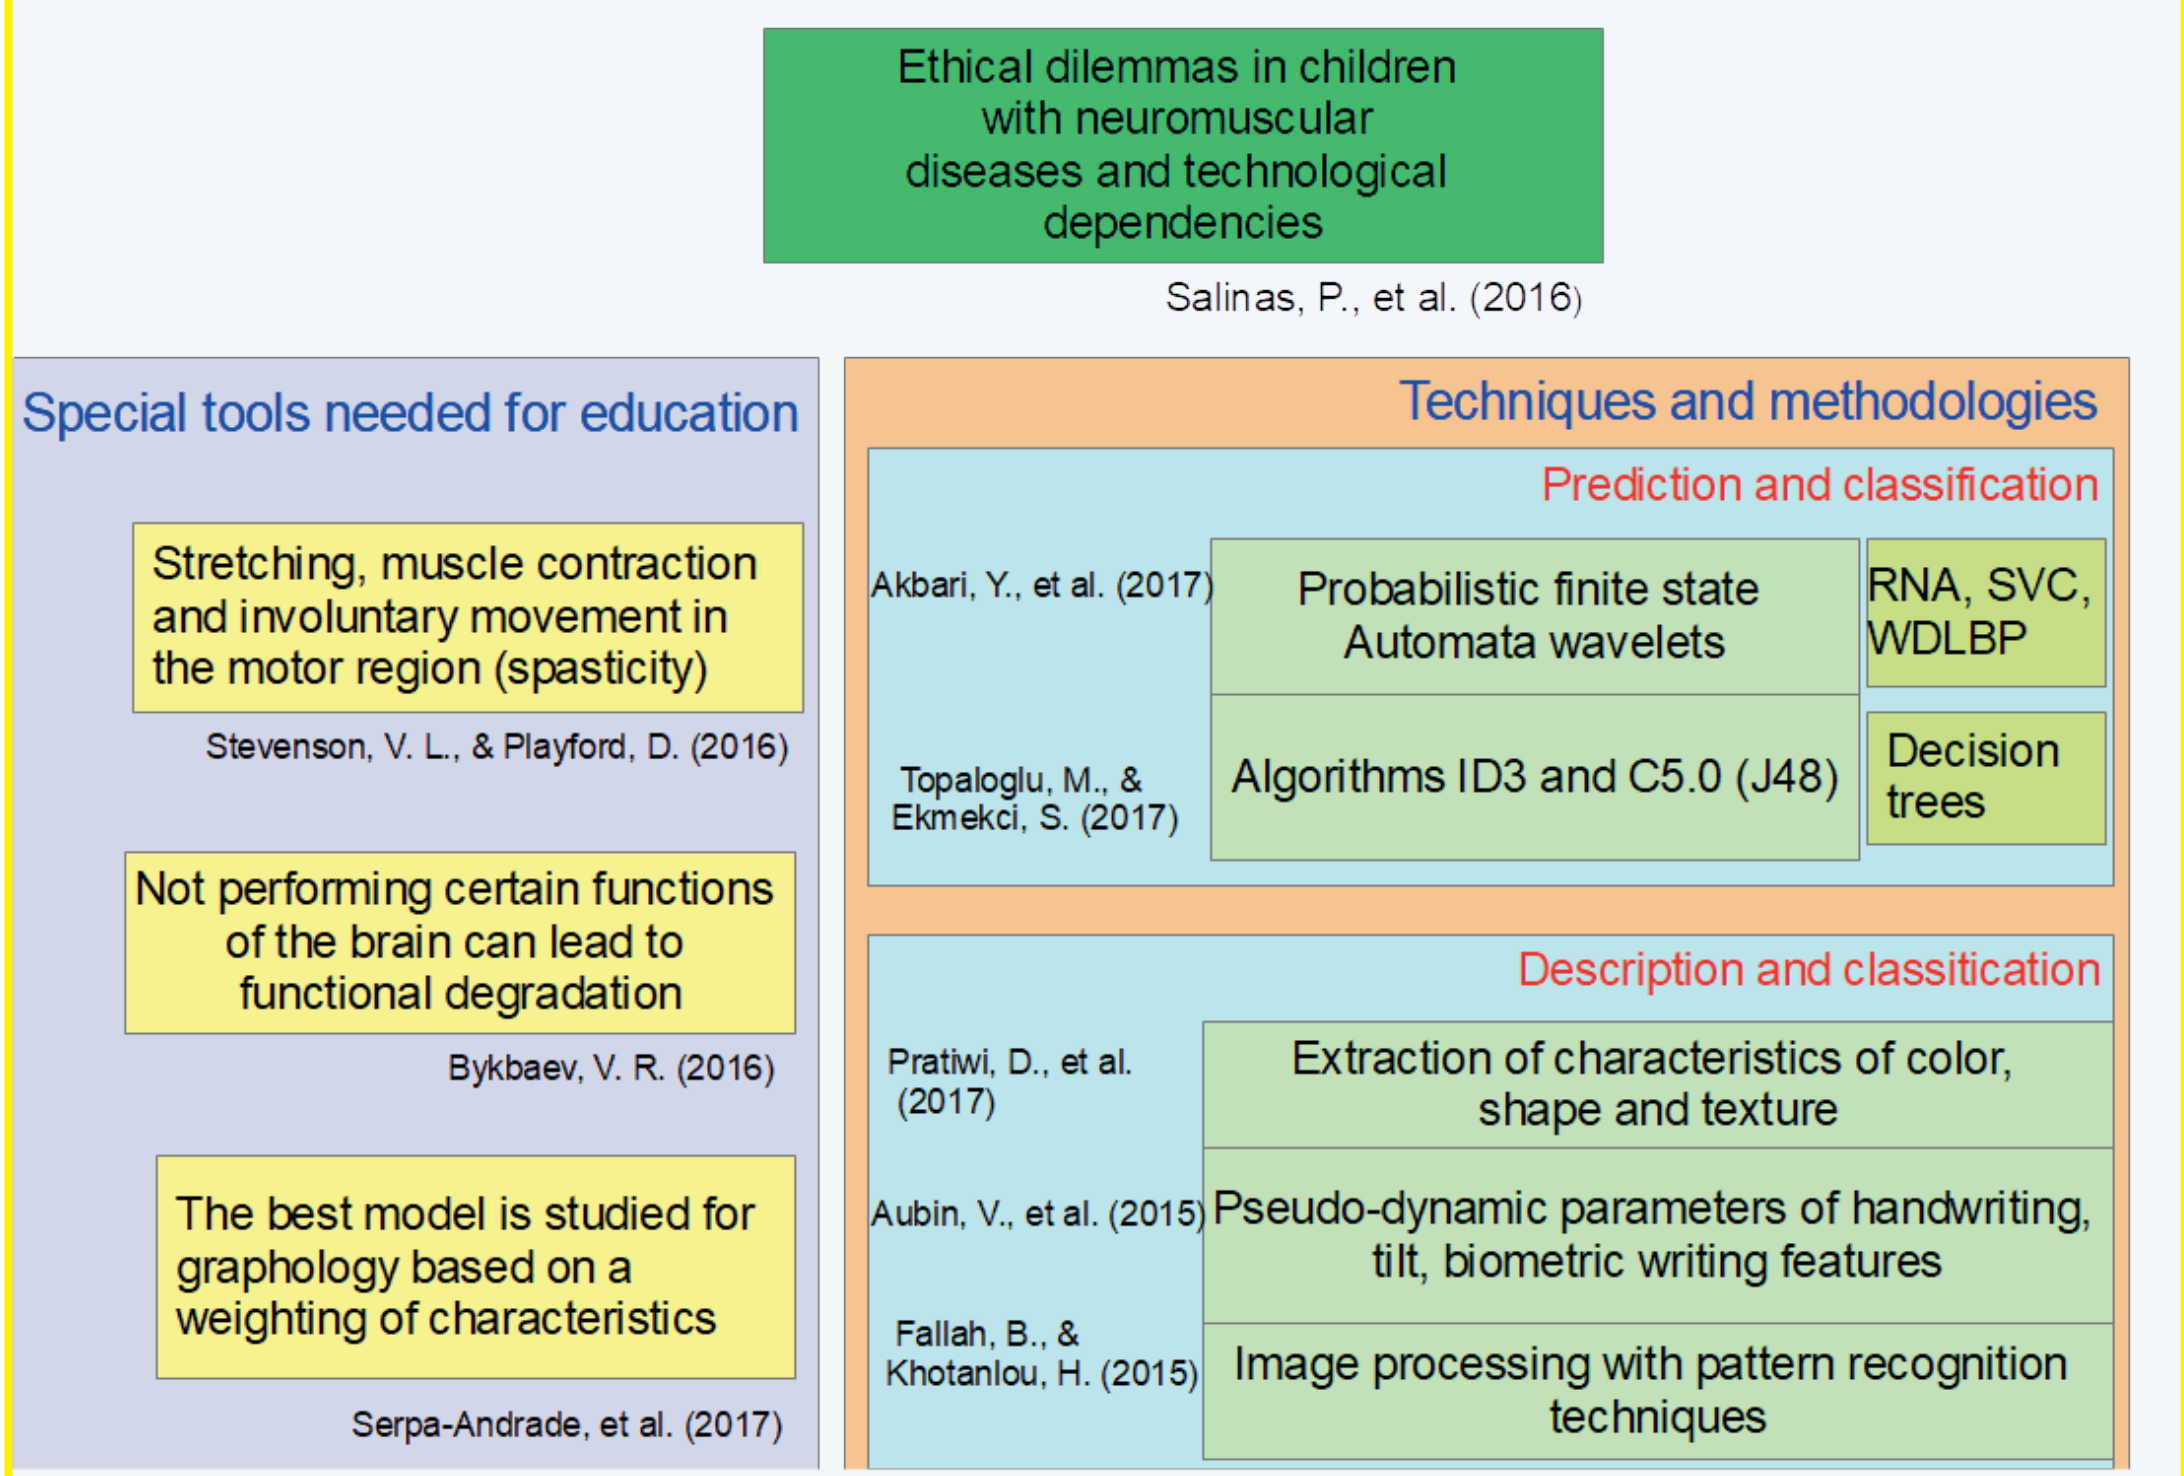 Ethical dilemmas in children
with neuromuscular
diseases and technological
dependencies
Salinas, P., et al. (2016)
Special tools needed for education
Stretching, muscle contraction
and involuntary movement in
the motor region (spasticity)
Stevenson, V. L., & Playford, D. (2016)
Not performing certain functions
of the brain can lead to
functional degradation
Bykbaev, V. R. (2016)
The best model is studied for
graphology based on a
weighting of characteristics
Serpa-Andrade, et al. (2017)
Techniques and methodologies
Prediction and classification
Akbari, Y., et al. (2017)
Probabilistic finite state
Automata wavelets
RNA, SVC,
WDLBP
Topaloglu, M., &
Ekmekci, S. (2017)
Algorithms ID3 and C5.0 (J48)
Decision
trees
Description and classitication
Pratiwi, D., et al.
(2017)
Extraction of characteristics of color,
shape and texture
Aubin, V., et al. (2015)
Pseudo-dynamic parameters of handwriting,
tilt, biometric writing features
Fallah, B., &
Khotanlou, H. (2015)
Image processing with pattern recognition
techniques